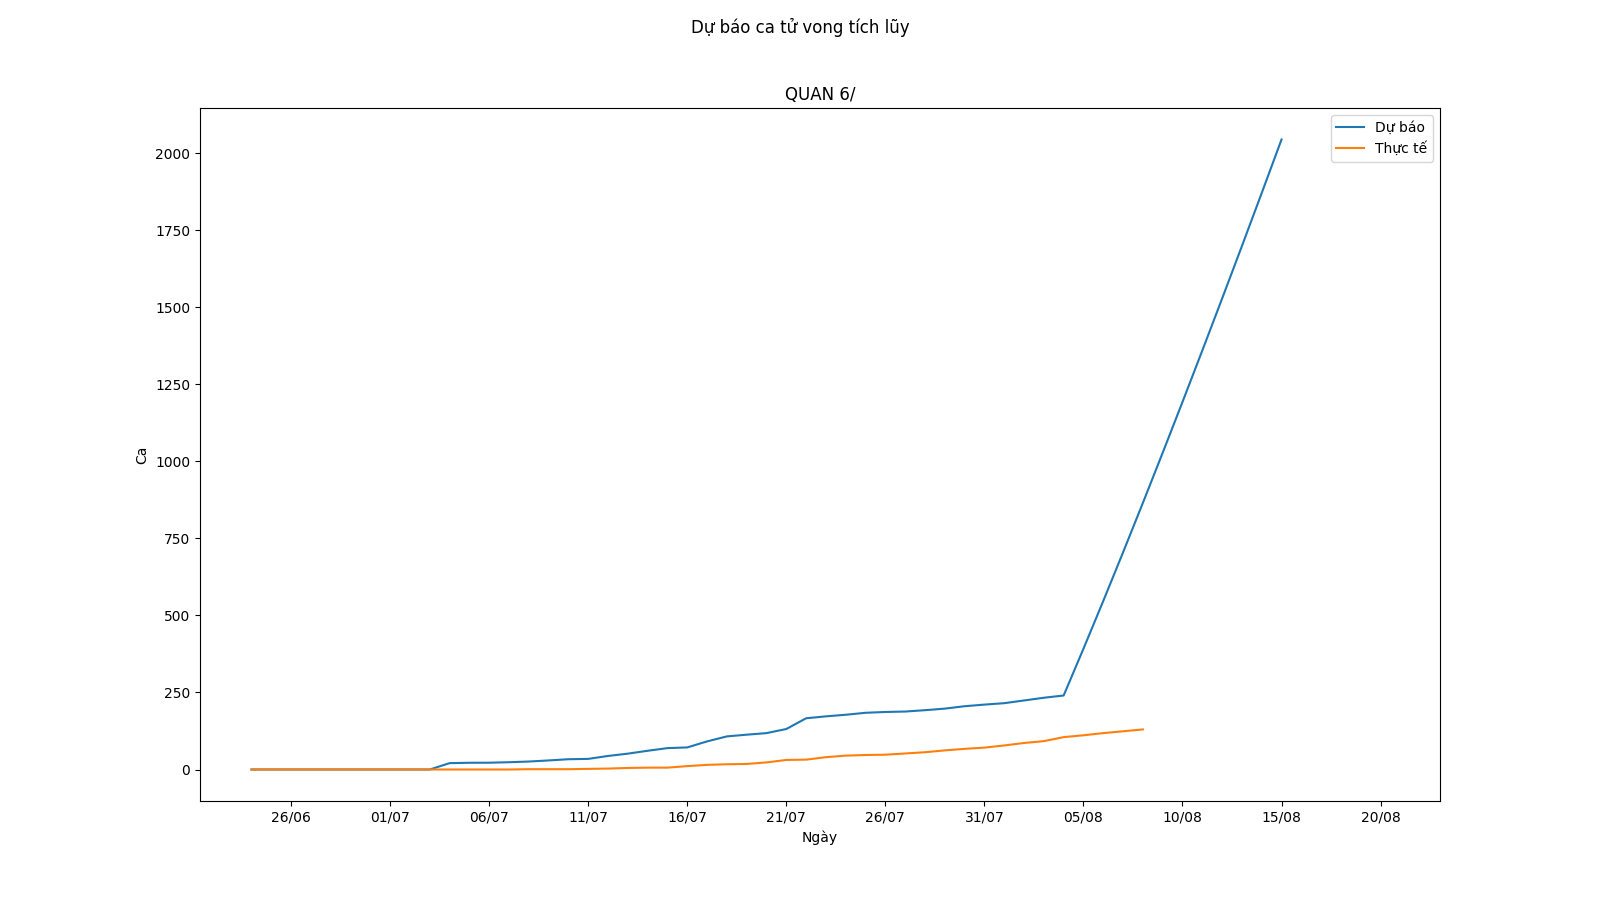 Dự báo ca tử vong tích lũy
QUAN 6/
Dự báo
Thực tế
2000
1750
1500
1250
1000
750
500
250
0
Ca
26/06 01/07 06/07 11/07 16/07 21/07 26/07 31/07 05/08 10/08 15/08 20/08
Ngày